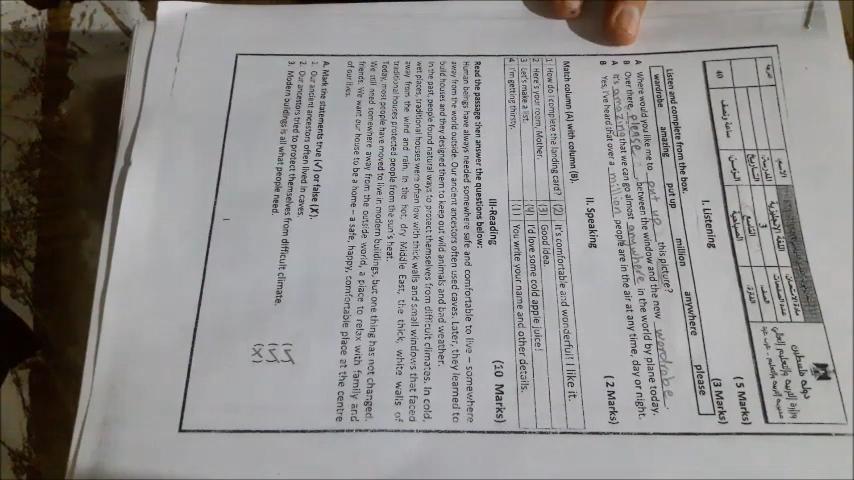 دولة فلسطين
وزارة التربية والتعليم العالي
اللغة الإنجليزية
40
ساعة ونصف
( 5 Marks)
I. Listening
(3 Marks)
Listen and complete from the box.
wardrobe amazing put up million anywhere please
A Where would you like me to put up this picture?
B Over there, please, between the window and the new wordrobe.
A It's amazing that we can go almost anywhere in the world by plane today.
B Yes, I've heard that over a million people are in the air at any time, day or night.
II. Speaking
( 2 Marks)
Match column (A) with column (B).
1 How do I complete the landing card? (2) It's comfortable and wonderful! I like it.
2 Here's your room, Mother. (3) Good idea.
3 Let's make a list. (4) I'd love some cold apple juice!
4 I'm getting thirsty. (1) You write your name and other details.
III-Reading
(10 Marks)
Read the passage then answer the questions below:
Human beings have always needed somewhere safe and comfortable to live – somewhere
away from the world outside. Our ancient ancestors often used caves. Later, they learned to
build houses and they designed them to keep out wild animals and bad weather.
In the past, people found natural ways to protect themselves from difficult climates. In cold,
wet places, traditional houses were often low with thick walls and small windows that faced
away from the wind and rain. In the hot, dry Middle East, the thick, white walls of
traditional houses protected people from the sun's heat.
Today, most people have moved to live in modern buildings, but one thing has not changed.
We still need somewhere away from the outside world, a place to relax with family and
friends. We want our house to be a home – a safe, happy, comfortable place at the centre
of our lives.
A. Mark the statements true (√) or false (X).
1. Our ancient ancestors often lived in caves. (√)
2. Our ancestors tried to protect themselves from difficult climate. (√)
3. Modern buildings is all what people need. (X)
1